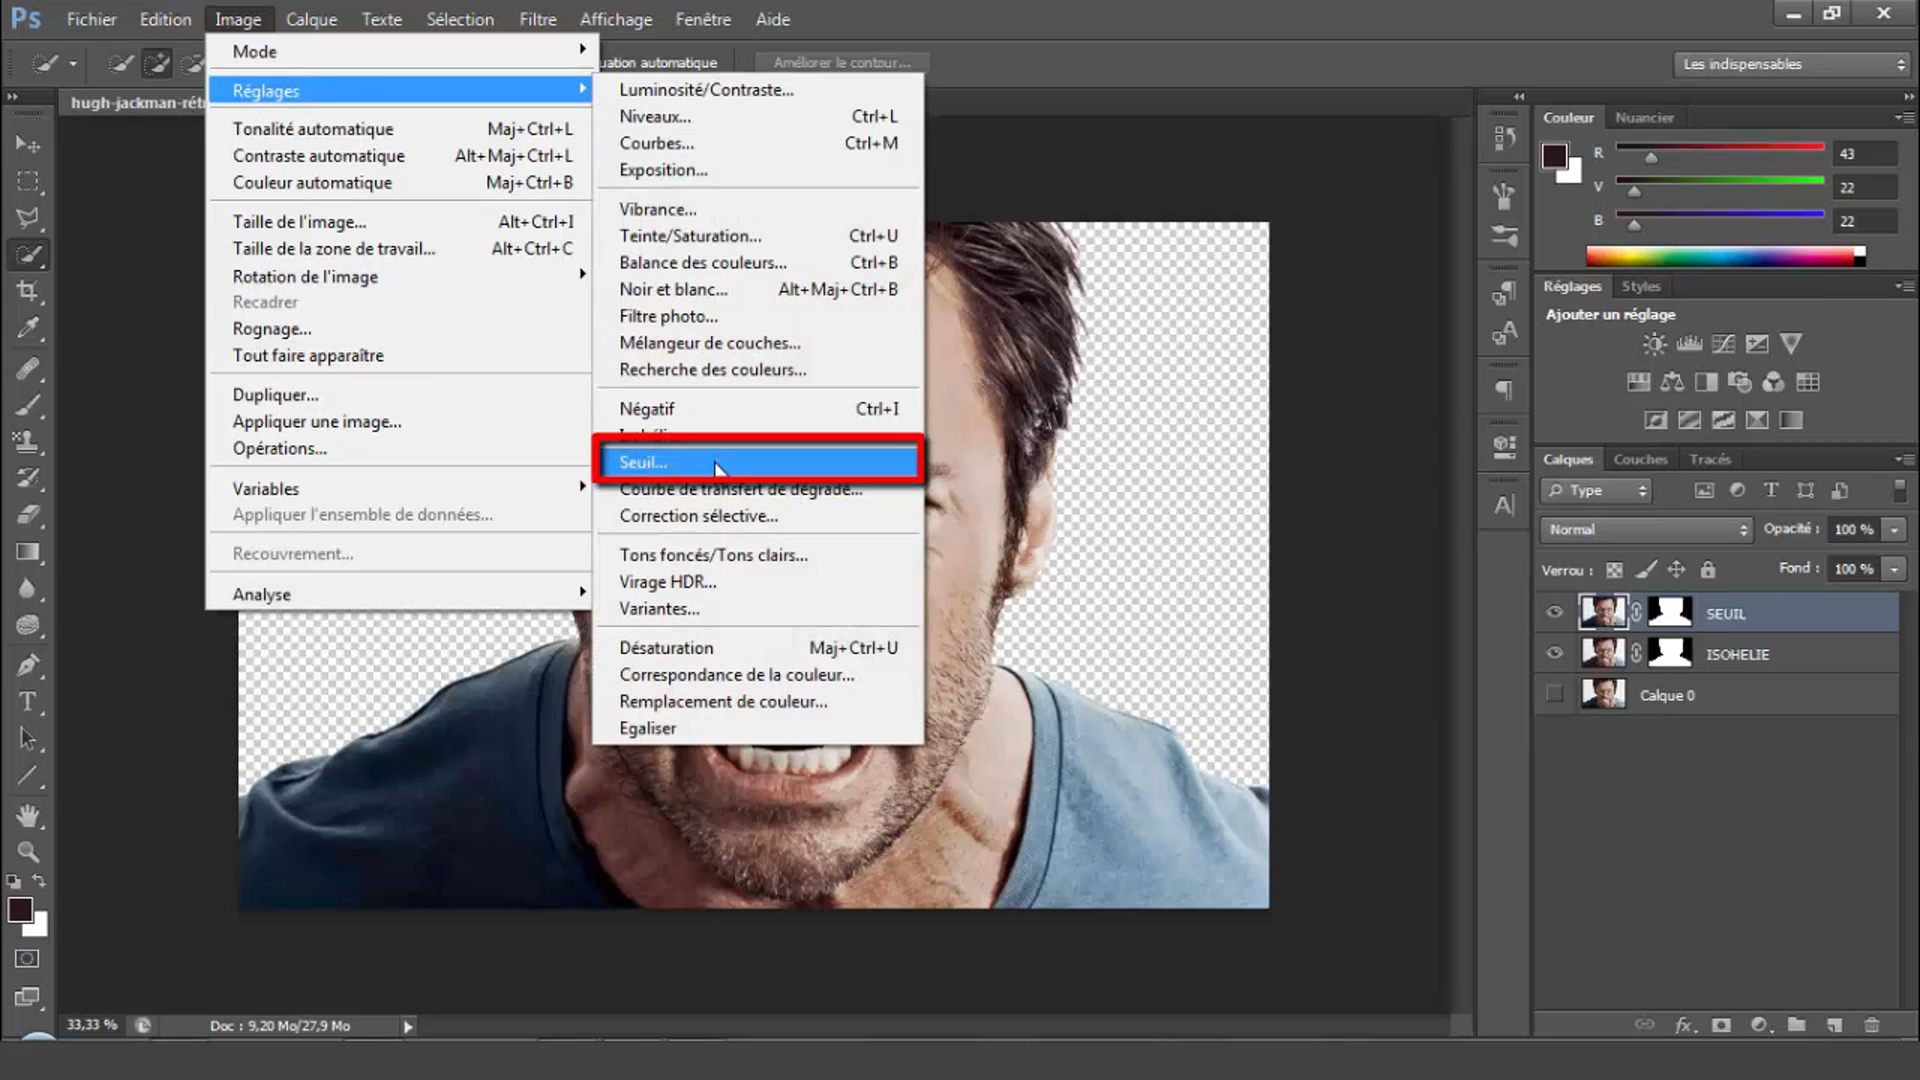 Ps Fichier Edition Image Calque Texte Sélection Filtre Affichage Fenêtre Aide
uation automatique Améliorer le contour... Les indispensables
hugh-jackman-rét
Mode
Réglages
Tonalité automatique Maj+Ctrl+L
Contraste automatique Alt+Maj+Ctrl+L
Couleur automatique Maj+Ctrl+B
Taille de l'image... Alt+Ctrl+I
Taille de la zone de travail... Alt+Ctrl+C
Rotation de l'image
Recadrer
Rognage...
Tout faire apparaître
Dupliquer...
Appliquer une image...
Opérations...
Variables
Appliquer l'ensemble de données...
Recouvrement...
Analyse
Luminosité/Contraste...
Niveaux... Ctrl+L
Courbes... Ctrl+M
Exposition...
Vibrance...
Teinte/Saturation... Ctrl+U
Balance des couleurs... Ctrl+B
Noir et blanc... Alt+Maj+Ctrl+B
Filtre photo...
Mélangeur de couches...
Recherche des couleurs...
Négatif Ctrl+I
Seuil...
Courbe de transfert de dégradé...
Correction sélective...
Tons foncés/Tons clairs...
Virage HDR...
Variantes...
Désaturation Maj+Ctrl+U
Correspondance de la couleur...
Remplacement de couleur...
Egaliser
Couleur Nuancier
R 43
V 22
B 22
Réglages Styles
Ajouter un réglage
Calques Couches Tracés
Type
Normal Opacité : 100 %
Verrou : Fond : 100 %
SEUIL
ISOHELIE
Calque 0
33,33 % Doc : 9,20 Mo/27,9 Mo
fx